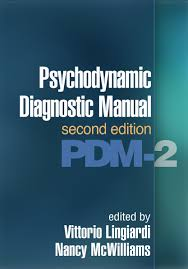 Psychodynamic
Diagnostic Manual
second edition
PDM-2
edited by
Vittorio Lingiardi
Nancy McWilliams